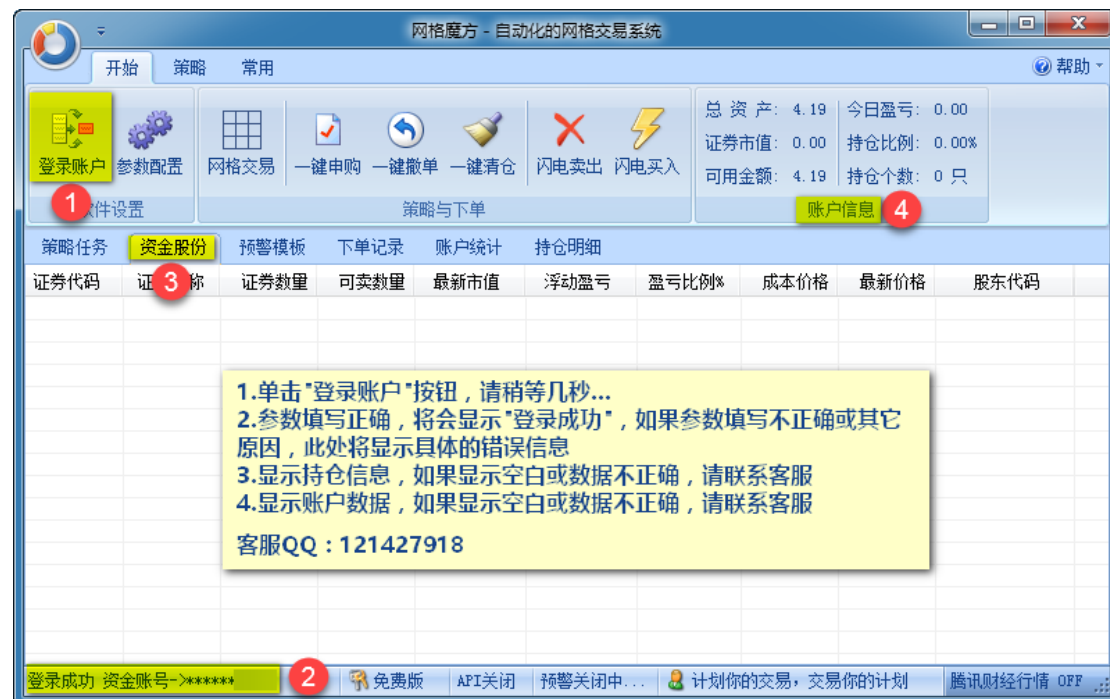 网格魔方 - 自动化的网格交易系统
开始 策略 常用 帮助
登录账户 参数配置 网格交易 一键申购 一键撤单 一键清仓 闪电卖出 闪电买入
总 资 产: 4.19 今日盈亏: 0.00
证券市值: 0.00 持仓比例: 0.00%
可用金额: 4.19 持仓个数: 0 只
1 件设置 策略与下单 账户信息 4
策略任务 资金股份 预警模板 下单记录 账户统计 持仓明细
证券代码 证 3 称 证券数量 可卖数量 最新市值 浮动盈亏 盈亏比例% 成本价格 最新价格 股东代码
1.单击"登录账户"按钮，请稍等几秒...
2.参数填写正确，将会显示"登录成功"，如果参数填写不正确或其它
原因，此处将显示具体的错误信息
3.显示持仓信息，如果显示空白或数据不正确，请联系客服
4.显示账户数据，如果显示空白或数据不正确，请联系客服
客服QQ：121427918
登录成功 资金账号->****** 2 免费版 API关闭 预警关闭中... 计划你的交易，交易你的计划 腾讯财经行情 OFF